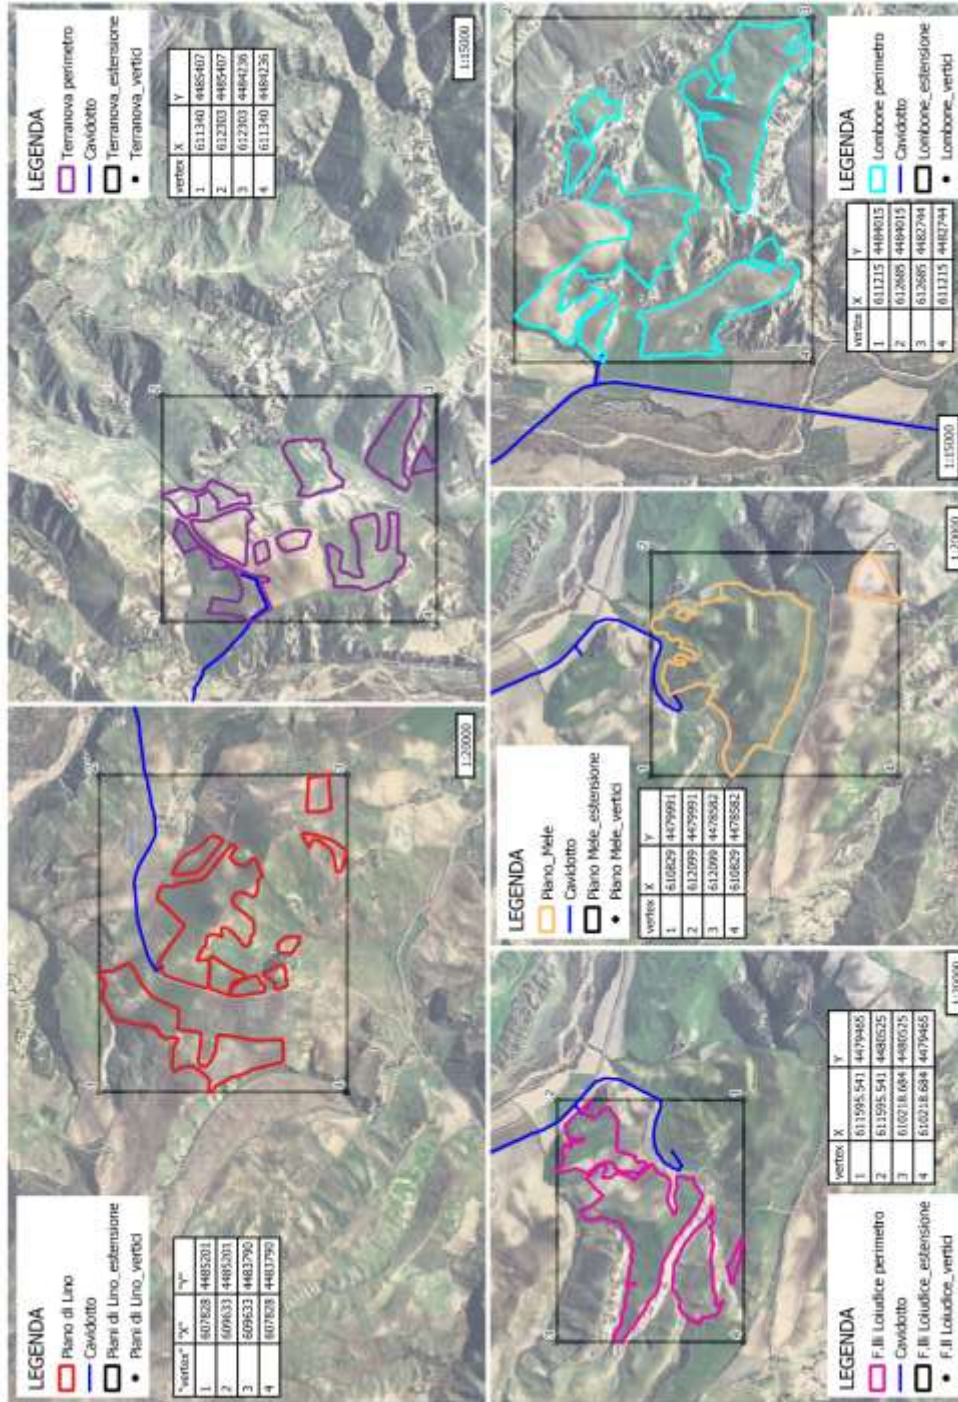 LEGENDA
Piano di Lino
Cavidotto
Piani di Lino_estensione
Piani di Lino_vertici
"vertex" "X" "Y"
1 607828 4485201
2 609633 4485201
3 609633 4483790
4 607828 4483790
1:20000
LEGENDA
Terranova perimetro
Cavidotto
Terranova_estensione
Terranova_vertici
vertex X Y
1 611340 4485407
2 612303 4485407
3 612303 4484236
4 611340 4484236
1:15000
LEGENDA
F.lli Loiudice perimetro
Cavidotto
F.lli Loiudice_estensione
F.ll Loiudice_vertici
vertex X Y
1 611595.541 4479465
2 611595.541 4480525
3 610218.684 4480525
4 610218.684 4479465
LEGENDA
Piano_Mele
Cavidotto
Piano Mele_estensione
Piano Mele_vertici
vertex X Y
1 610829 4479991
2 612099 4479991
3 612099 4478582
4 610829 4478582
1:20000
LEGENDA
Lombone perimetro
Cavidotto
Lombone_estensione
Lombone_vertici
vertex X Y
1 611215 4484015
2 612685 4484015
3 612685 4482744
4 611215 4482744
1:15000